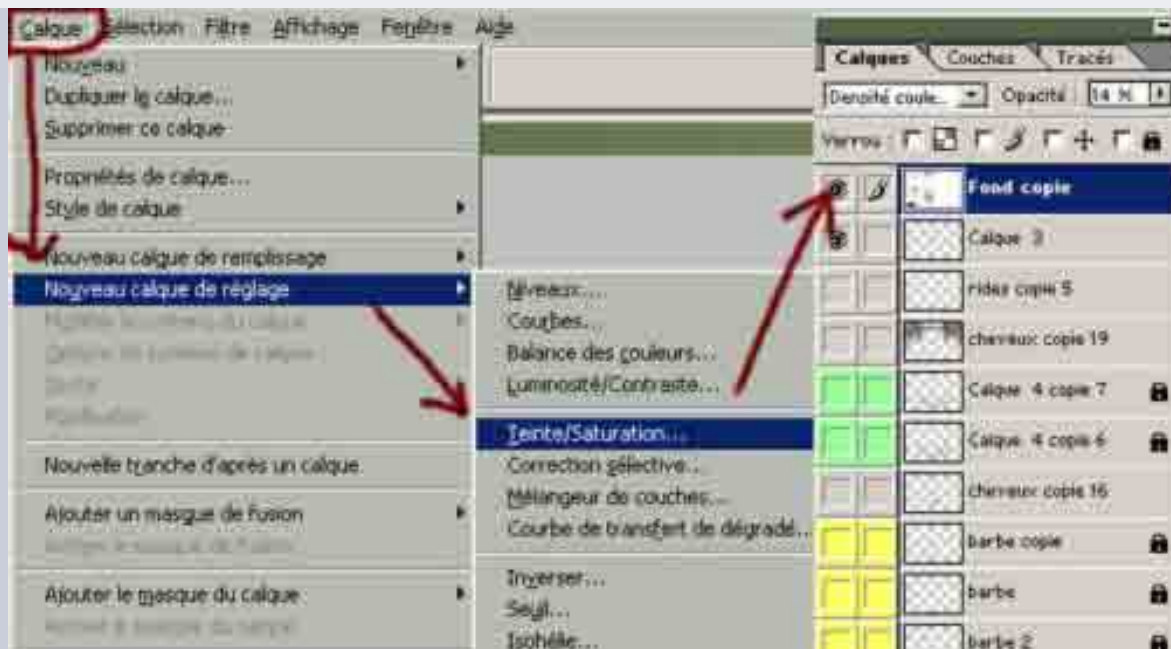 Calque Sélection Filtre Affichage Fenêtre Aide
Nouveau
Dupliquer le calque...
Supprimer ce calque
Propriétés de calque...
Style de calque
Nouveau calque de remplissage
Nouveau calque de réglage
Nouvelle tranche d'après un calque
Ajouter un masque de fusion
Ajouter le masque du calque
Niveaux...
Courbes...
Balance des couleurs...
Luminosité/Contraste...
Teinte/Saturation...
Correction sélective...
Mélangeur de couches...
Courbe de transfert de dégradé...
Inverser...
Seuil...
Isohélie...
Calques Couches Tracés
Densité coule... Opacité 14 %
Verrou :
Fond copie
Calque 3
rides copie 5
cheveux copie 19
Calque 4 copie 7
Calque 4 copie 6
cheveux copie 16
barbe copie
barbe
barbe 2